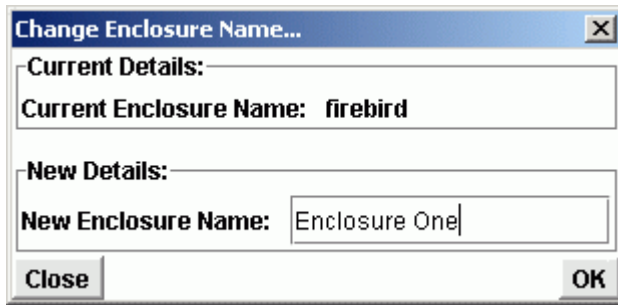 Change Enclosure Name...
Current Details:
Current Enclosure Name: firebird
New Details:
New Enclosure Name: Enclosure One
Close OK